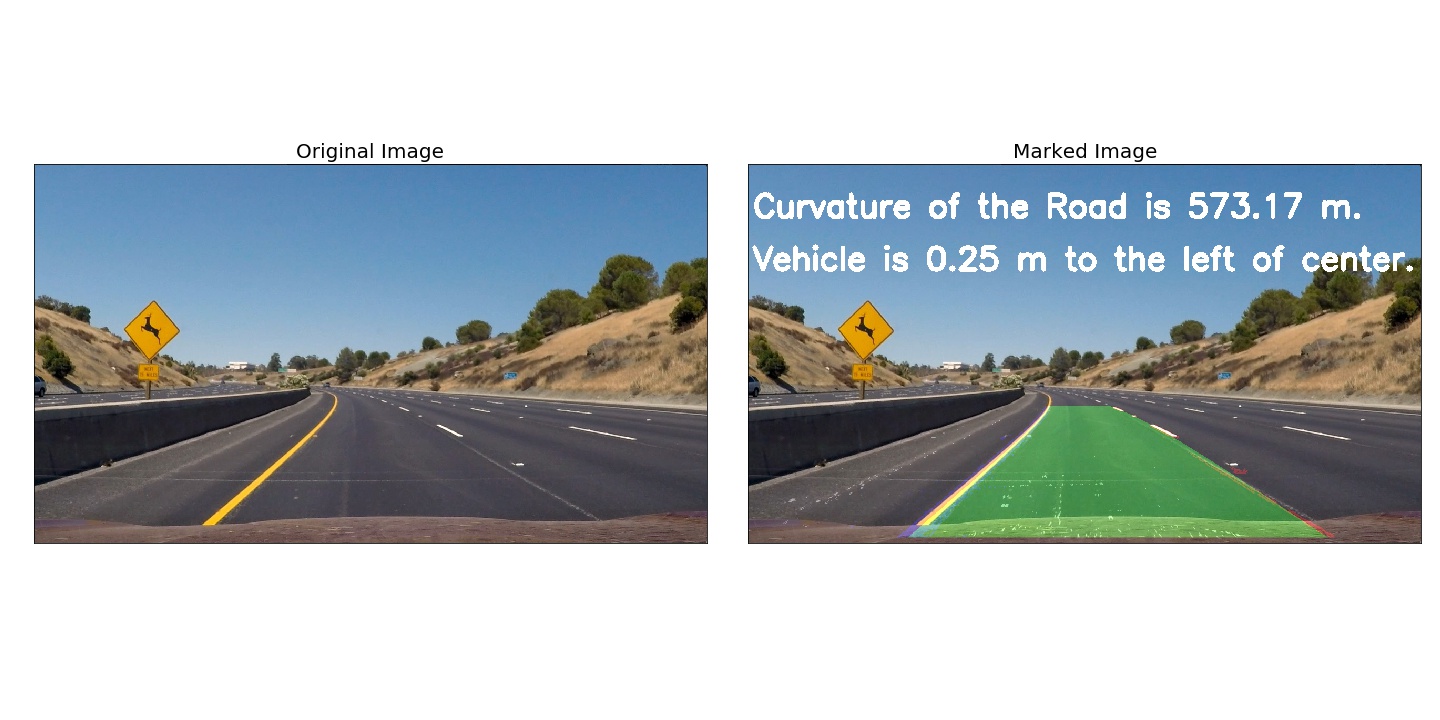 Original Image
Marked Image
Curvature of the Road is 573.17 m.
Vehicle is 0.25 m to the left of center.
NEXT